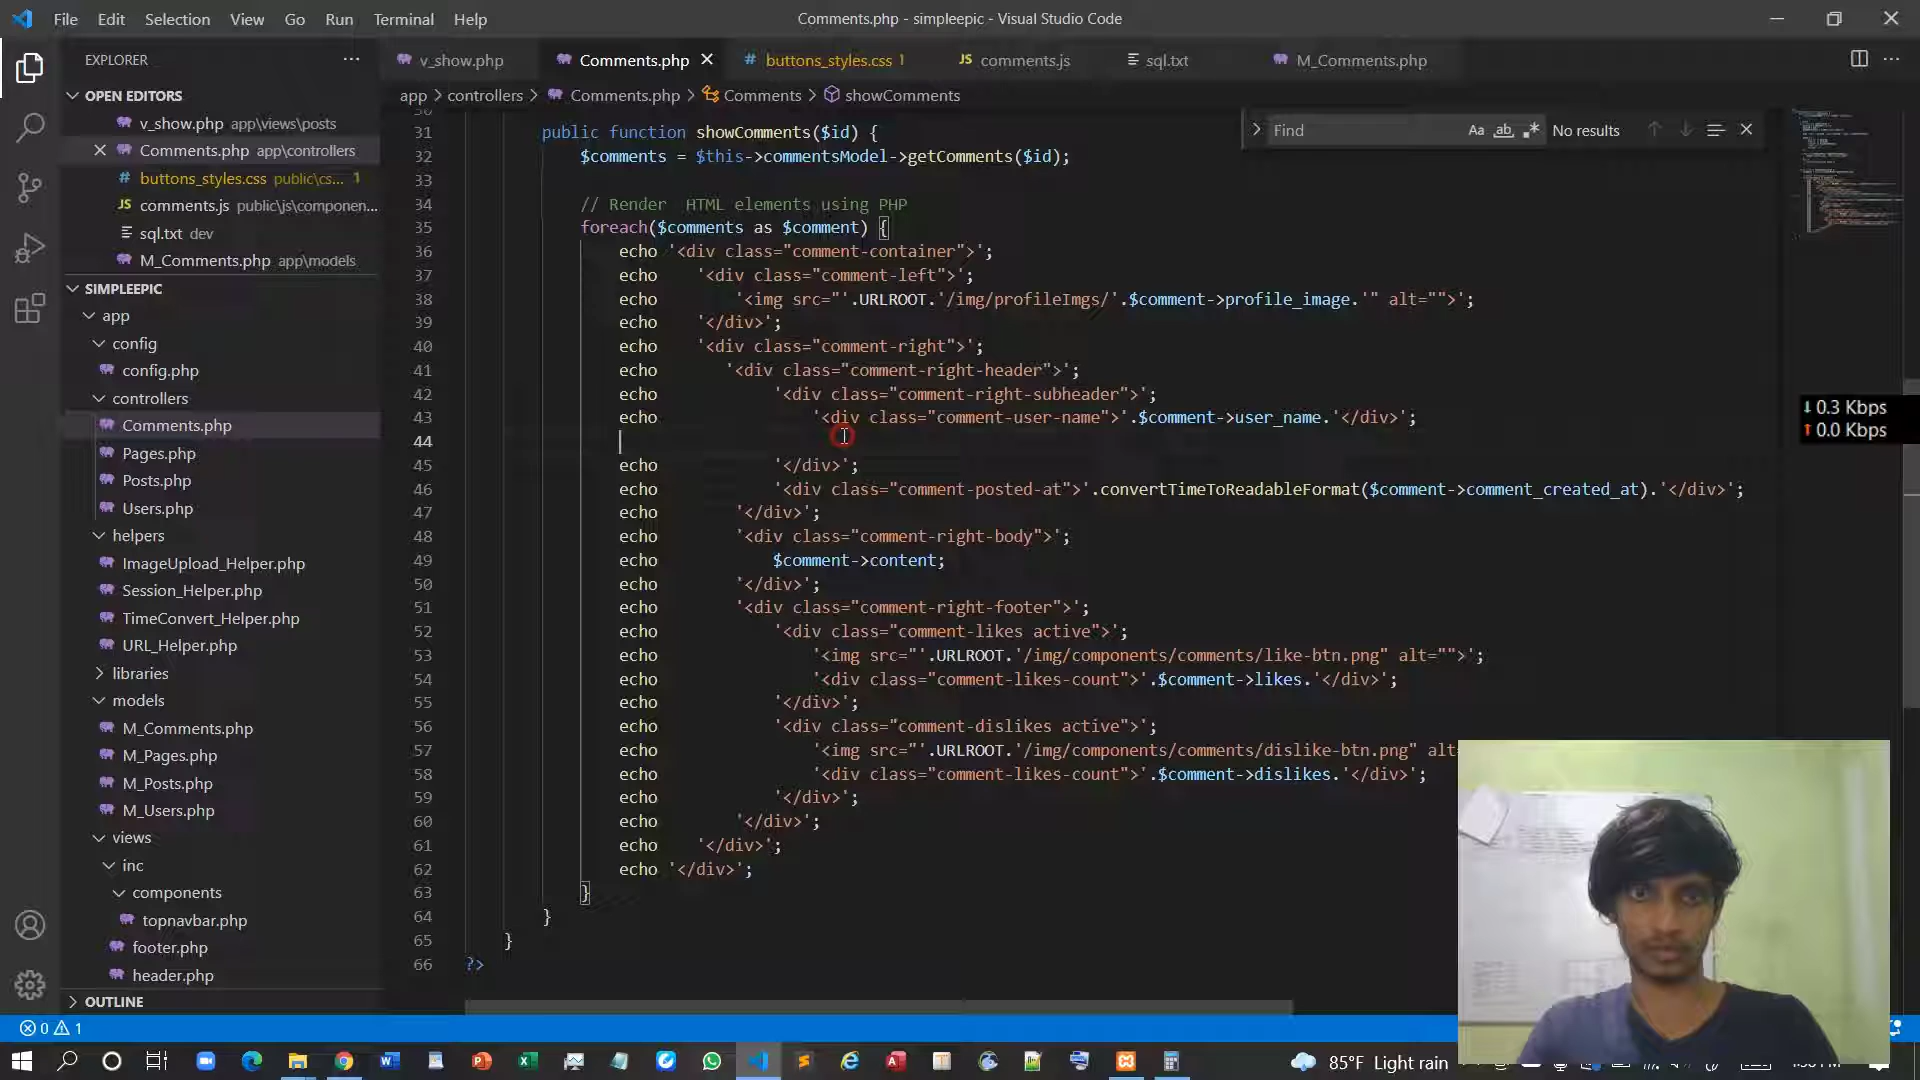 File Edit Selection View Go Run Terminal Help
Comments.php - simpleepic - Visual Studio Code
EXPLORER
v_show.php
Comments.php
buttons_styles.css 1
comments.js
sql.txt
M_Comments.php
OPEN EDITORS
v_show.php app\views\posts
Comments.php app\controllers
buttons_styles.css public\cs... 1
comments.js public\js\componen...
sql.txt dev
M_Comments.php app\models
SIMPLEEPIC
app
config
config.php
controllers
Comments.php
Pages.php
Posts.php
Users.php
helpers
ImageUpload_Helper.php
Session_Helper.php
TimeConvert_Helper.php
URL_Helper.php
libraries
models
M_Comments.php
M_Pages.php
M_Posts.php
M_Users.php
views
inc
components
topnavbar.php
footer.php
header.php
OUTLINE
app > controllers > Comments.php > Comments > showComments
Find
Aa ab No results
31 public function showComments($id) {
32 $comments = $this->commentsModel->getComments($id);
33
34 // Render  HTML elements using PHP
35 foreach($comments as $comment) {
36 echo '<div class="comment-container">';
37 echo '<div class="comment-left">';
38 echo '<img src="'.URLROOT.'/img/profileImgs/'.$comment->profile_image.'" alt="">';
39 echo '</div>';
40 echo '<div class="comment-right">';
41 echo '<div class="comment-right-header">';
42 echo '<div class="comment-right-subheader">';
43 echo '<div class="comment-user-name">'.$comment->user_name.'</div>';
44
45 echo '</div>';
46 echo '<div class="comment-posted-at">'.convertTimeToReadableFormat($comment->comment_created_at).'</div>';
47 echo '</div>';
48 echo '<div class="comment-right-body">';
49 echo $comment->content;
50 echo '</div>';
51 echo '<div class="comment-right-footer">';
52 echo '<div class="comment-likes active">';
53 echo '<img src="'.URLROOT.'/img/components/comments/like-btn.png" alt="">';
54 echo '<div class="comment-likes-count">'.$comment->likes.'</div>';
55 echo '</div>';
56 echo '<div class="comment-dislikes active">';
57 echo '<img src="'.URLROOT.'/img/components/comments/dislike-btn.png" alt=
58 echo '<div class="comment-likes-count">'.$comment->dislikes.'</div>';
59 echo '</div>';
60 echo '</div>';
61 echo '</div>';
62 echo '</div>';
63 }
64 }
65 }
66 ?>
0.3 Kbps
0.0 Kbps
0 1
85°F Light rain